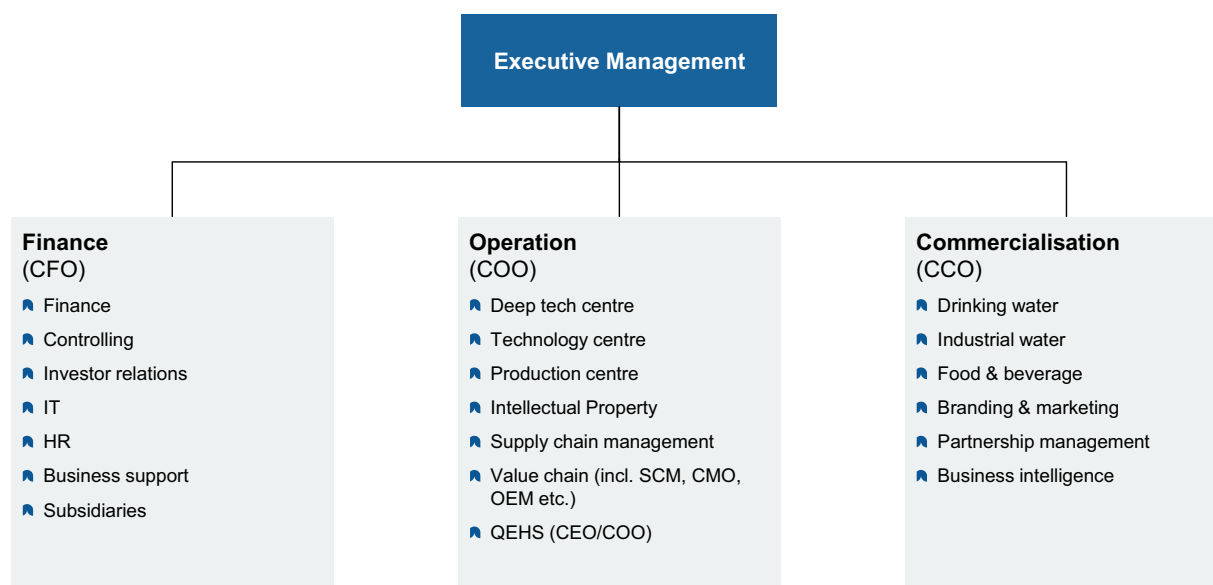 Executive Management
Finance
(CFO)
Finance
Controlling
Investor relations
IT
HR
Business support
Subsidiaries
Operation
(COO)
Deep tech centre
Technology centre
Production centre
Intellectual Property
Supply chain management
Value chain (incl. SCM, CMO,
OEM etc.)
QEHS (CEO/COO)
Commercialisation
(CCO)
Drinking water
Industrial water
Food & beverage
Branding & marketing
Partnership management
Business intelligence